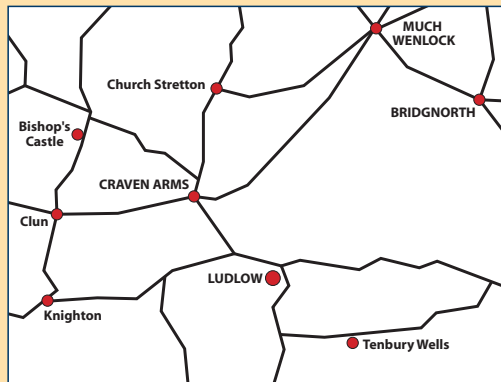 MUCH
WENLOCK
Church Stretton
BRIDGNORTH
Bishop's
Castle
CRAVEN ARMS
Clun
LUDLOW
Knighton
Tenbury Wells